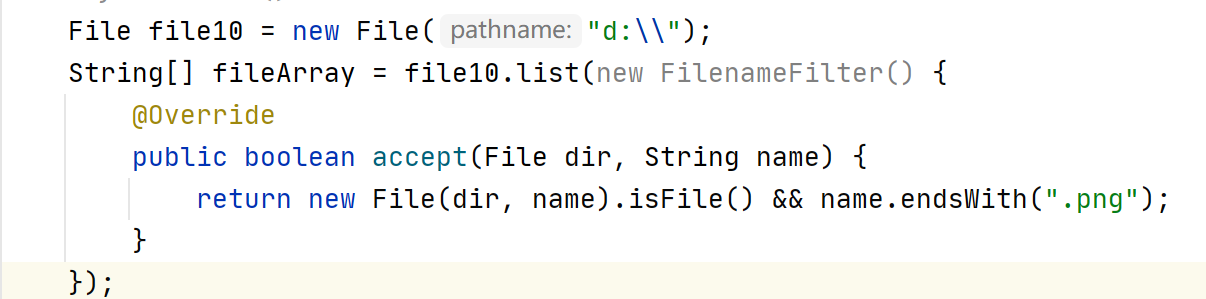 File file10 = new File( pathname: "d:\\");
String[] fileArray = file10.list(new FilenameFilter() {
@Override
public boolean accept(File dir, String name) {
return new File(dir, name).isFile() && name.endsWith(".png");
}
});